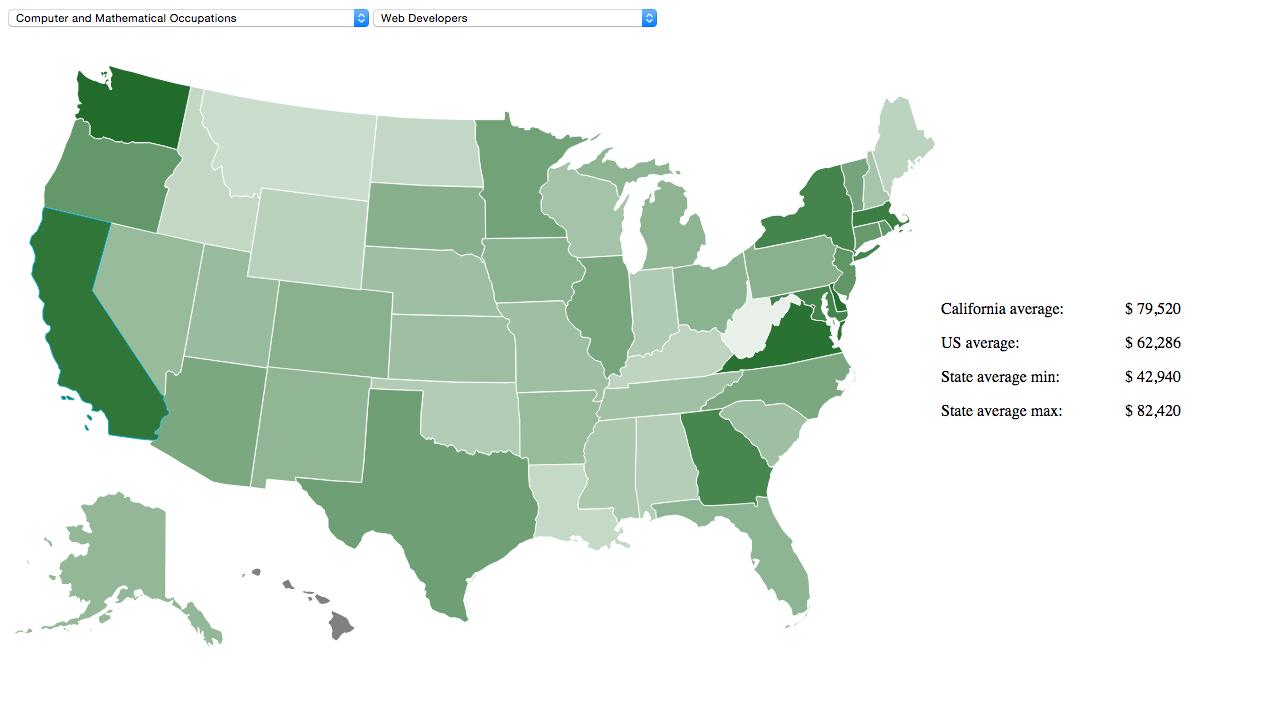 Computer and Mathematical Occupations Web Developers
California average: $ 79,520
US average: $ 62,286
State average min: $ 42,940
State average max: $ 82,420